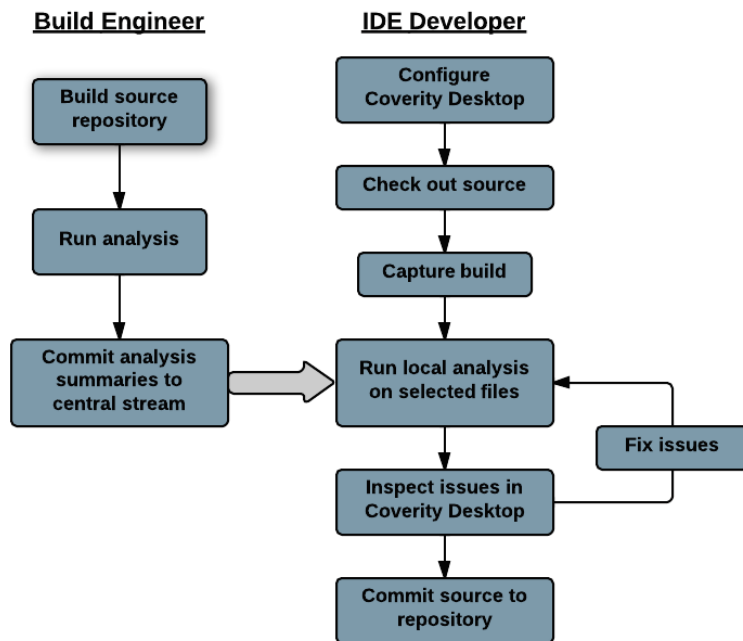 Build Engineer
IDE Developer
Build source
repository
Run analysis
Commit analysis
summaries to
central stream
Configure
Coverity Desktop
Check out source
Capture build
Run local analysis
on selected files
Fix issues
Inspect issues in
Coverity Desktop
Commit source to
repository